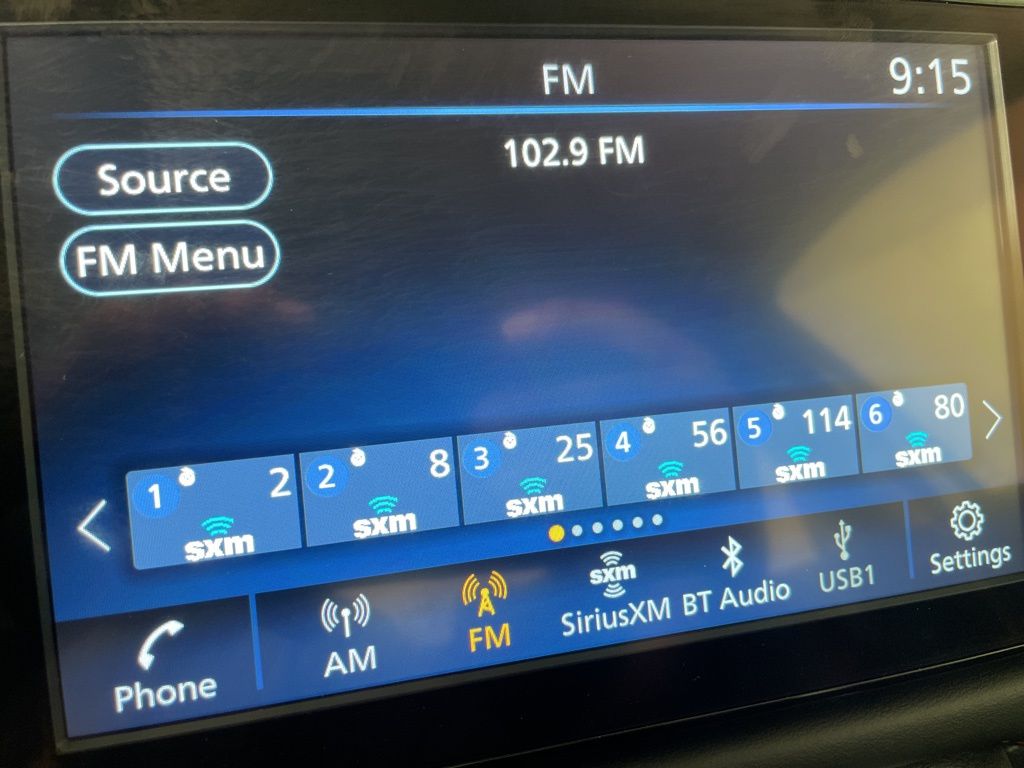 FM
9:15
102.9 FM
Source
FM Menu
1 2 sxm
2 8 sxm
3 25 sxm
4 56 sxm
5 114 sxm
6 80 sxm
Phone
AM
FM
sxm
SiriusXM
BT Audio
USB1
Settings